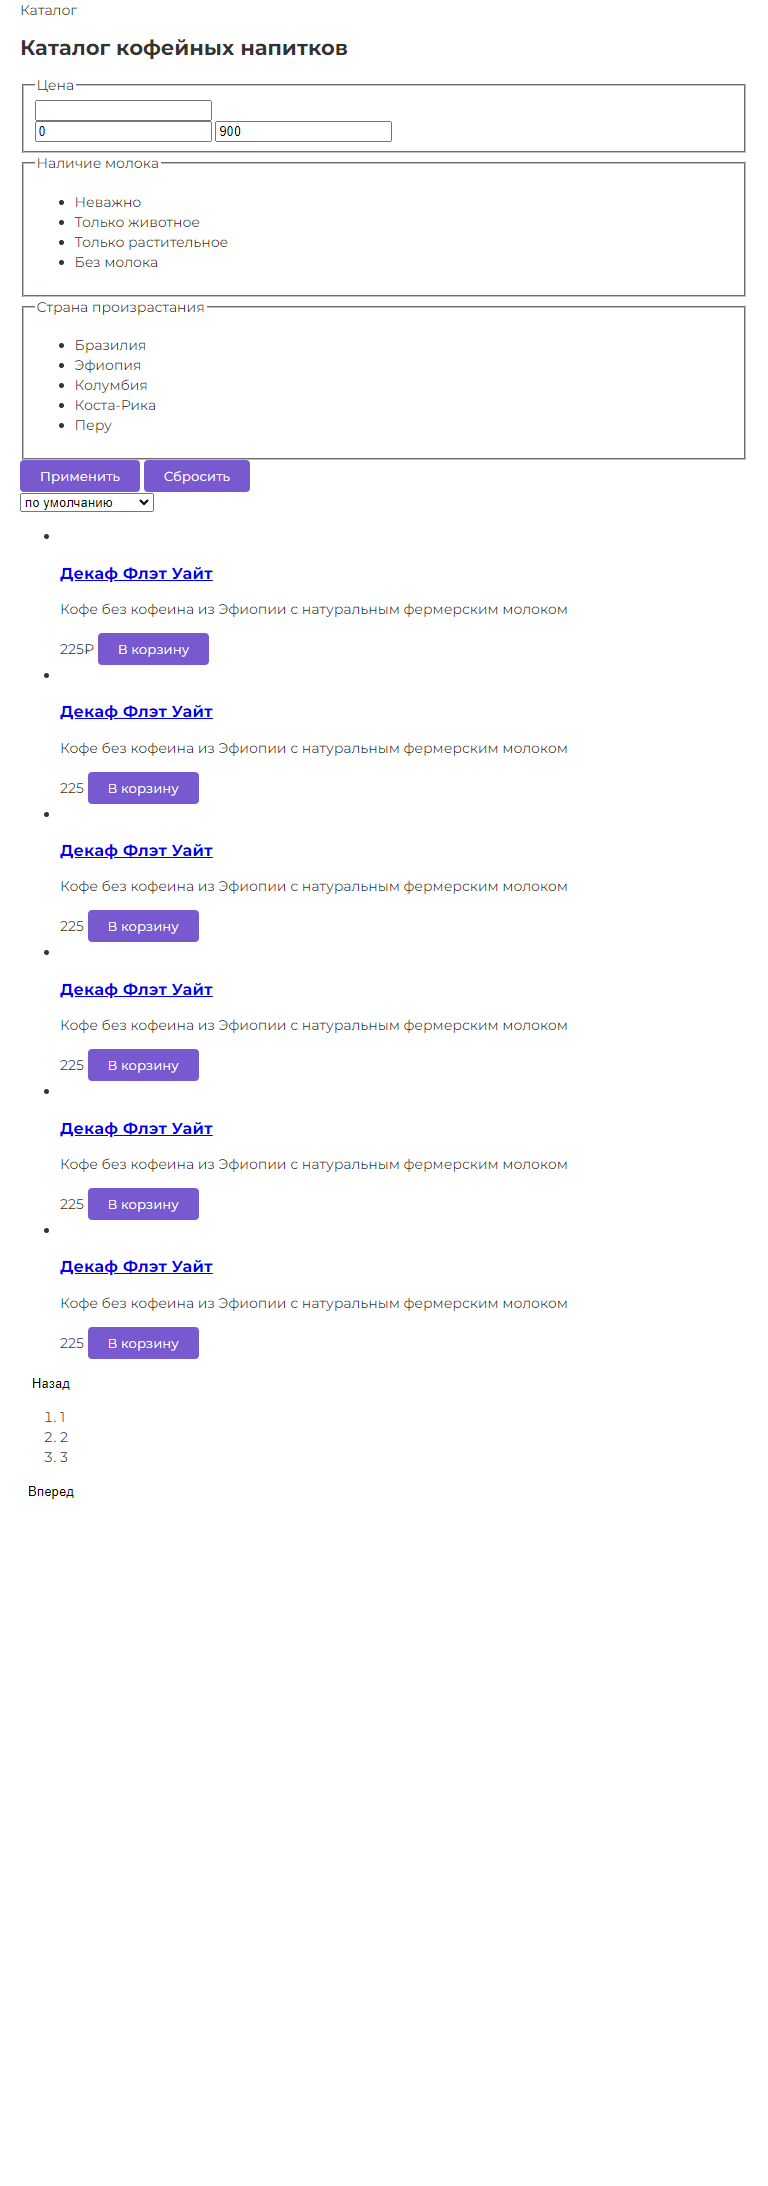 Каталог
Каталог кофейных напитков
Цена
0 900
Наличие молока
Неважно
Только животное
Только растительное
Без молока
Страна произрастания
Бразилия
Эфиопия
Колумбия
Коста-Рика
Перу
Применить Сбросить
по умолчанию
Декаф Флэт Уайт
Кофе без кофеина из Эфиопии с натуральным фермерским молоком
225₽ В корзину
Декаф Флэт Уайт
Кофе без кофеина из Эфиопии с натуральным фермерским молоком
225 В корзину
Декаф Флэт Уайт
Кофе без кофеина из Эфиопии с натуральным фермерским молоком
225 В корзину
Декаф Флэт Уайт
Кофе без кофеина из Эфиопии с натуральным фермерским молоком
225 В корзину
Декаф Флэт Уайт
Кофе без кофеина из Эфиопии с натуральным фермерским молоком
225 В корзину
Декаф Флэт Уайт
Кофе без кофеина из Эфиопии с натуральным фермерским молоком
225 В корзину
Назад
1. 1
2. 2
3. 3
Вперед